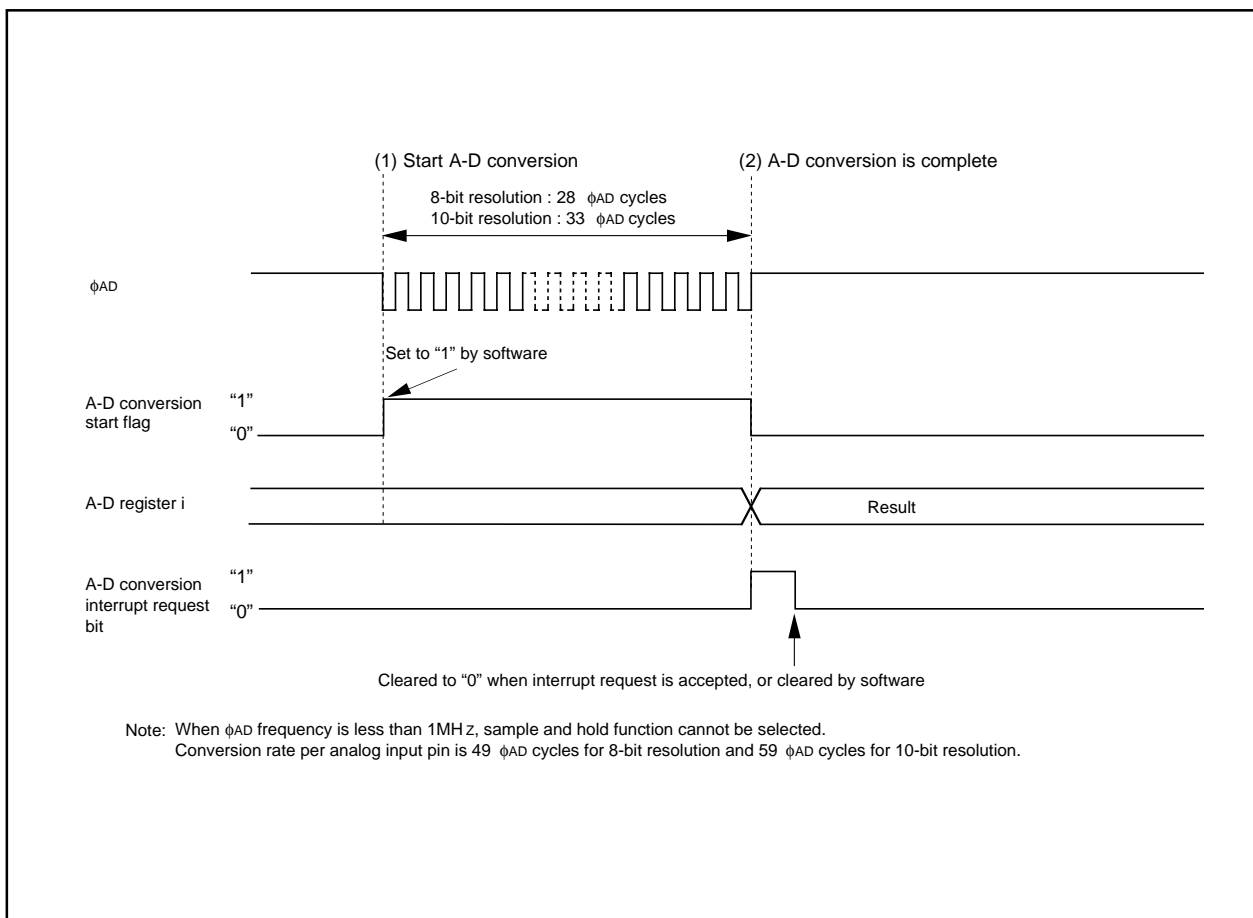 (1) Start A-D conversion
(2) A-D conversion is complete
8-bit resolution : 28 ϕAD cycles
10-bit resolution : 33 ϕAD cycles
ϕAD
Set to “1” by software
A-D conversion
start flag
“1”
“0”
A-D register i
Result
A-D conversion
interrupt request
bit
“1”
“0”
Cleared to “0” when interrupt request is accepted, or cleared by software
Note: When ϕAD frequency is less than 1MHz, sample and hold function cannot be selected.
Conversion rate per analog input pin is 49 ϕAD cycles for 8-bit resolution and 59 ϕAD cycles for 10-bit resolution.